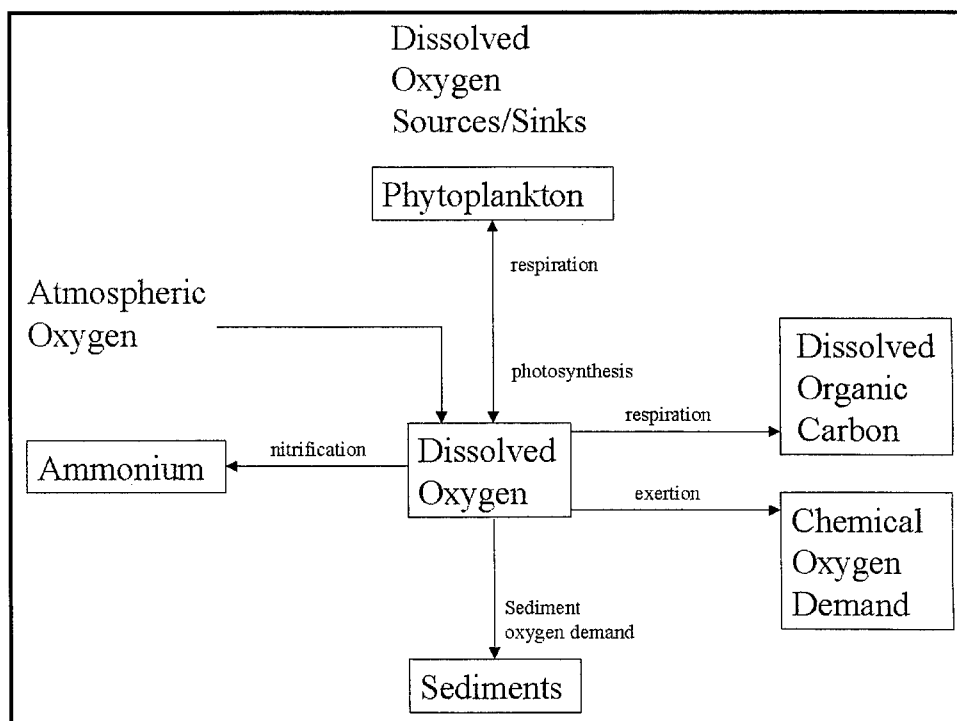 Dissolved
Oxygen
Sources/Sinks
Phytoplankton
respiration
Atmospheric
Oxygen
photosynthesis
Dissolved
Organic
Carbon
respiration
Ammonium
nitrification
Dissolved
Oxygen
exertion
Chemical
Oxygen
Demand
Sediment
oxygen demand
Sediments